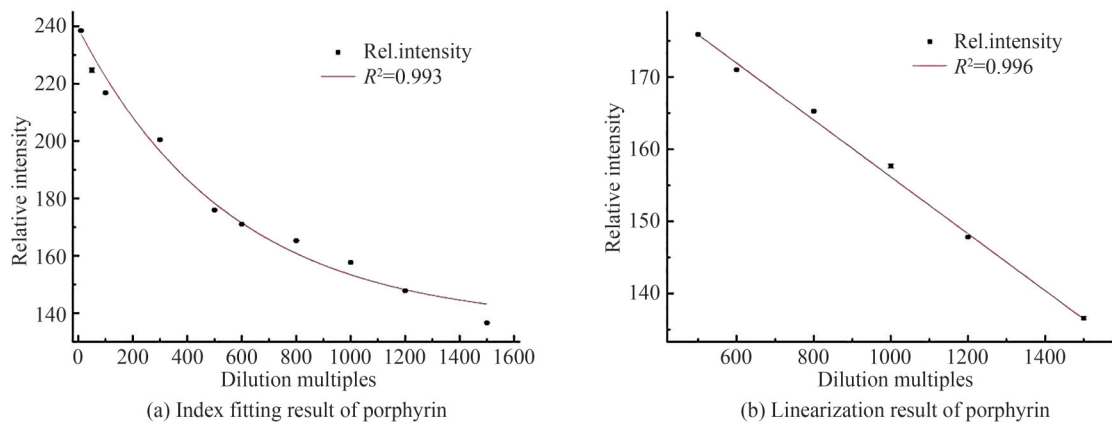 240
220
200
180
160
140
Relative intensity
Rel.intensity
R²=0.993
0 200 400 600 800 1000 1200 1400 1600
Dilution multiples
(a) Index fitting result of porphyrin
170
160
150
140
Relative intensity
Rel.intensity
R²=0.996
600 800 1000 1200 1400
Dilution multiples
(b) Linearization result of porphyrin